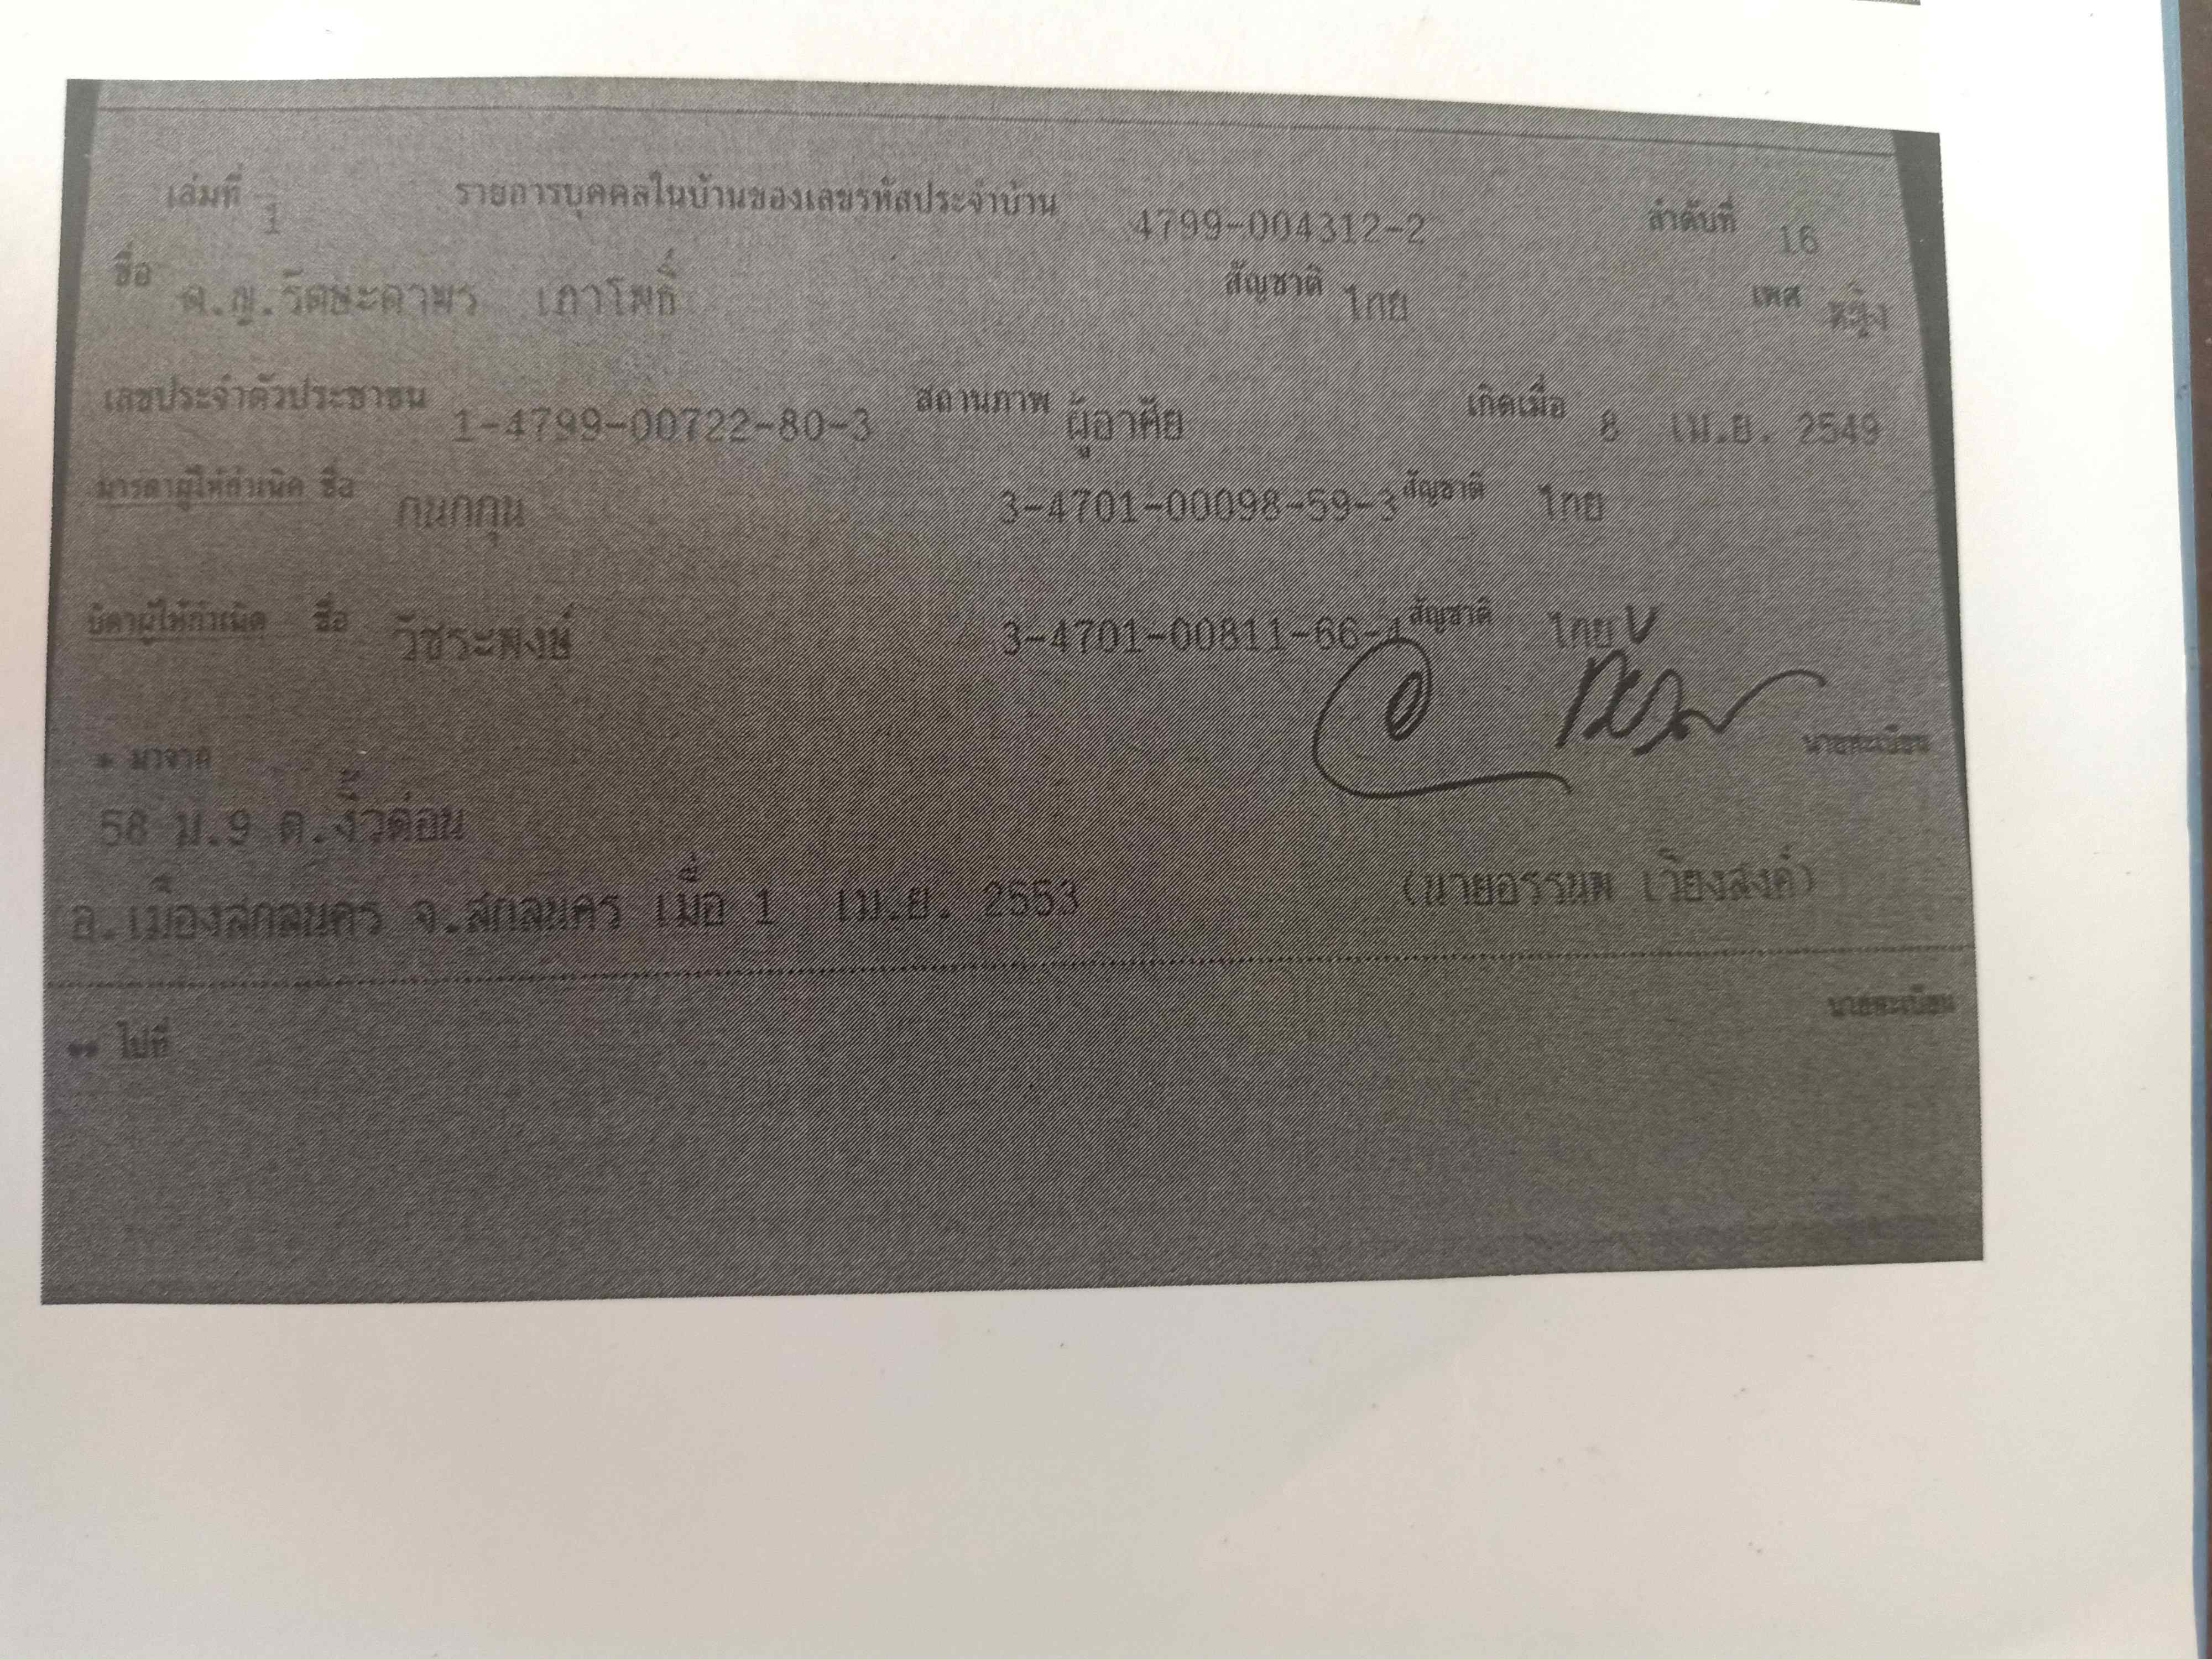 เล่มที่ 1 รายการบุคคลในบ้านของเลขรหัสประจำบ้าน 4799-004312-2 ลำดับที่ 16
ชื่อ ด.ญ.รัตษะดาพร เถาโพธิ์ สัญชาติ ไทย เพศ หญิง
เลขประจำตัวประชาชน 1-4799-00722-80-3 สถานภาพ ผู้อาศัย เกิดเมื่อ 8 เม.ย. 2549
มารดาผู้ให้กำเนิด ชื่อ กนกกุน 3-4701-00098-59-3 สัญชาติ ไทย
บิดาผู้ให้กำเนิด ชื่อ วัชระพงษ์ 3-4701-00811-66-4 สัญชาติ ไทย
* มาจาก นายทะเบียน
58 ม.9 ต.งิ้วด่อน
อ.เมืองสกลนคร จ.สกลนคร เมื่อ 1 เม.ย. 2553 (นายอรรนพ เวียงสงค์)
** ไปที่ นายทะเบียน